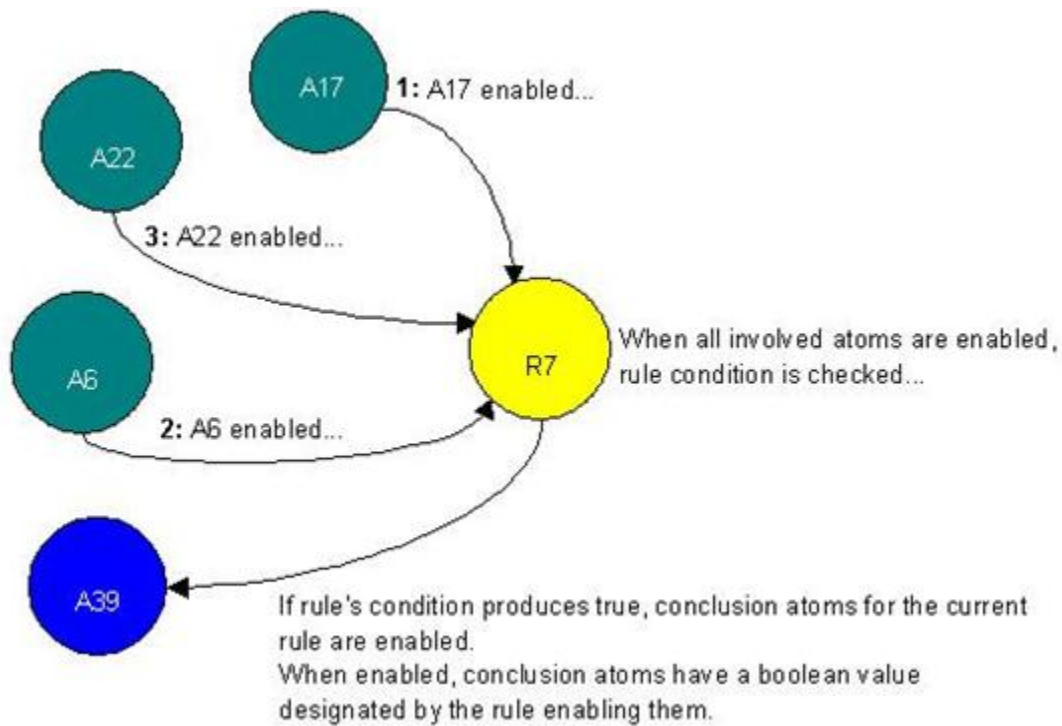 A17
1: A17 enabled...
A22
3: A22 enabled...
A6
2: A6 enabled...
R7
When all involved atoms are enabled,
rule condition is checked...
A39
If rule's condition produces true, conclusion atoms for the current
rule are enabled.
When enabled, conclusion atoms have a boolean value
designated by the rule enabling them.